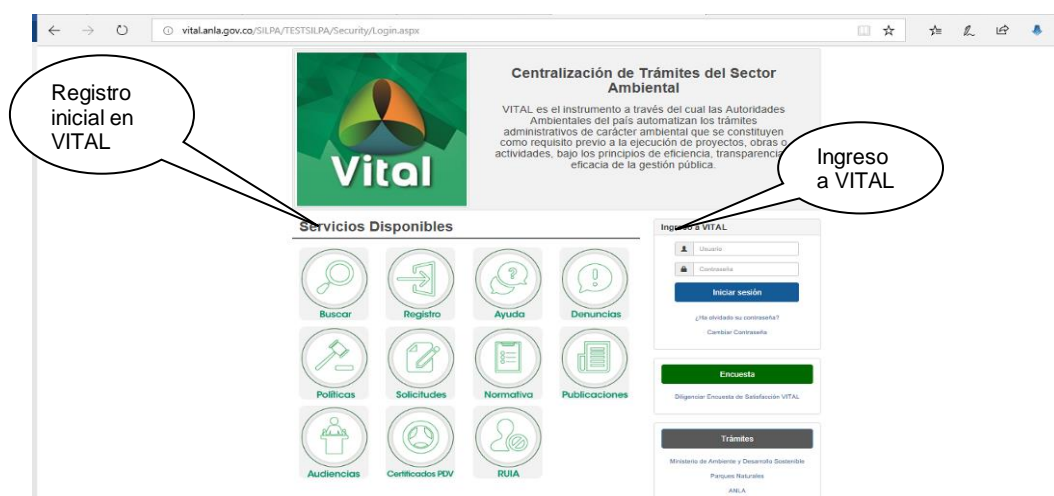 vital.anla.gov.co/SILPA/TESTSILPA/Security/Login.aspx
Registro
inicial en
VITAL
Vital
Centralización de Trámites del Sector
Ambiental
VITAL es el instrumento a través del cual las Autoridades
Ambientales del país automatizan los trámites
administrativos de carácter ambiental que se constituyen
como requisito previo a la ejecución de proyectos, obras o
actividades, bajo los principios de eficiencia, transparencia
eficacia de la gestión pública.
Ingreso
a VITAL
Servicios Disponibles
Buscar
Registro
Ayuda
Denuncias
Políticas
Solicitudes
Normativa
Publicaciones
Audiencias
Certificados PDV
RUIA
Ingreso a VITAL
Usuario
Contraseña
Iniciar sesión
¿Ha olvidado su contraseña?
Cambiar Contraseña
Encuesta
Diligenciar Encuesta de Satisfacción VITAL
Trámites
Ministerio de Ambiente y Desarrollo Sostenible
Parques Naturales
ANLA